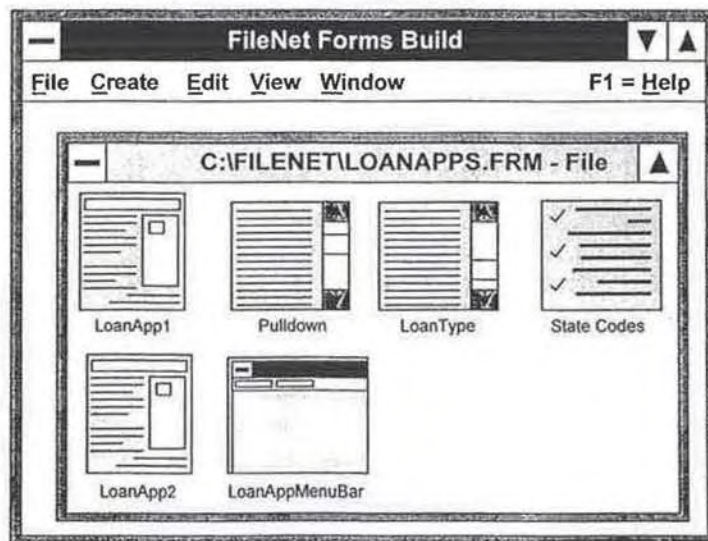 FileNet Forms Build
File Create Edit View Window F1 = Help
C:\FILENET\LOANAPPS.FRM - File
LoanApp1 Pulldown LoanType State Codes
LoanApp2 LoanAppMenuBar